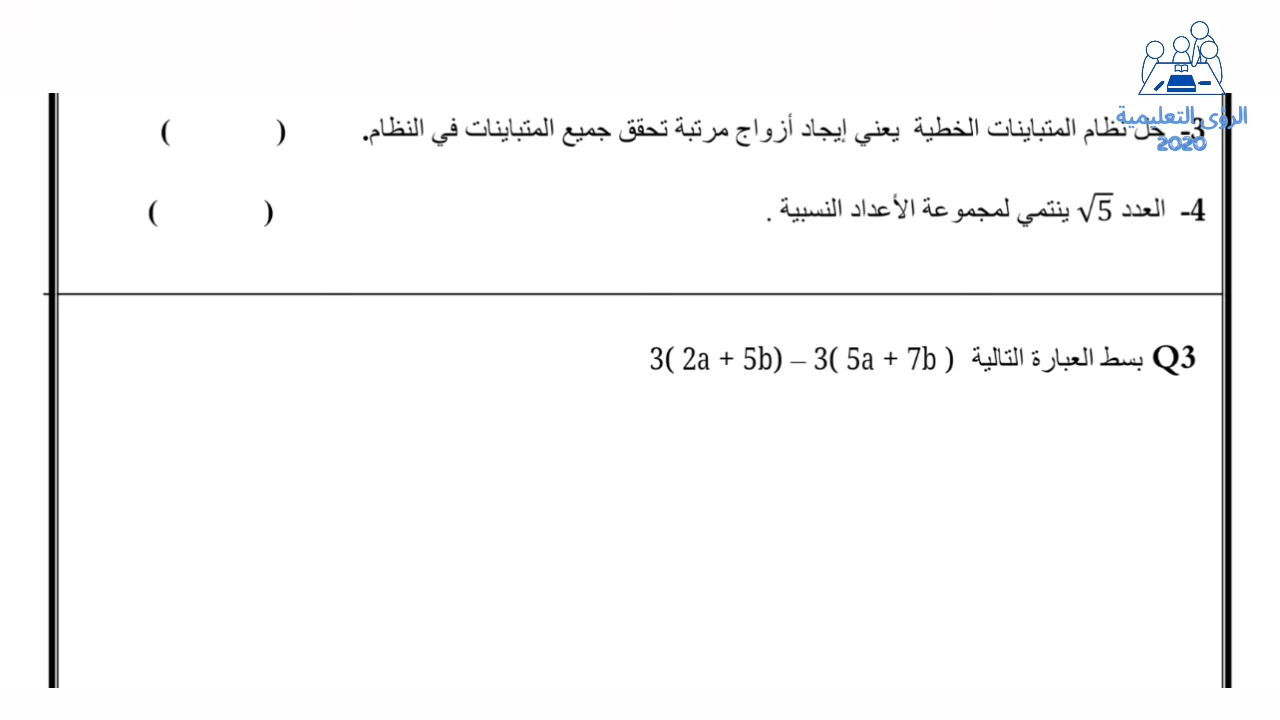 الرؤى التعليمية
2020
3- حل نظام المتباينات الخطية يعني إيجاد أزواج مرتبة تحقق جميع المتباينات في النظام. ( )
4- العدد √5 ينتمي لمجموعة الأعداد النسبية . ( )
Q3 بسط العبارة التالية 3( 2a + 5b) – 3( 5a + 7b )